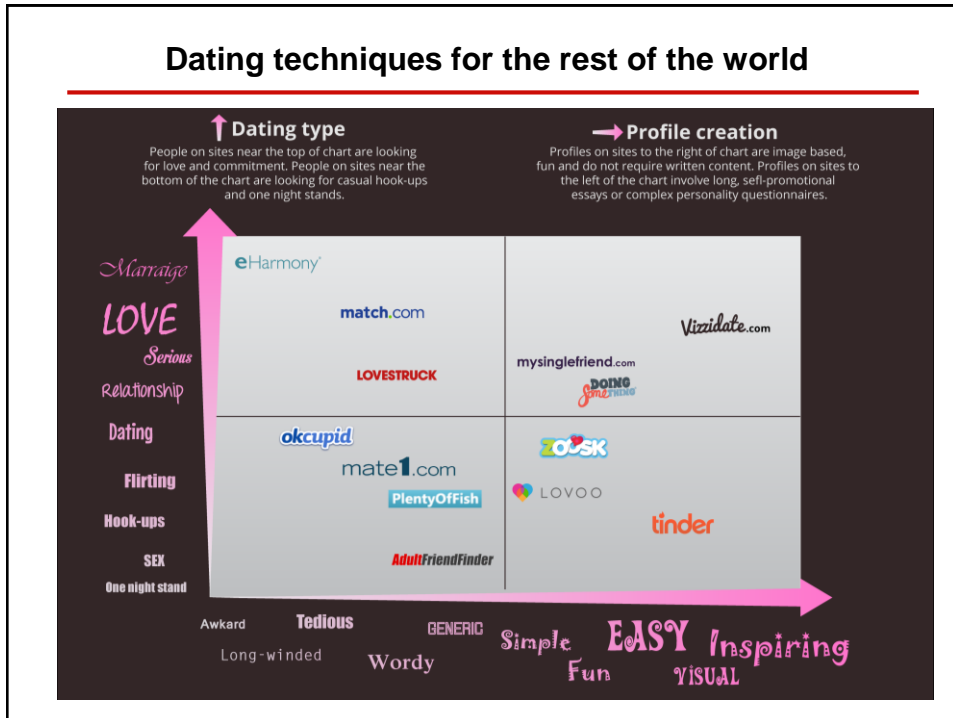 Dating techniques for the rest of the world
Dating type
People on sites near the top of chart are looking
for love and commitment. People on sites near the
bottom of the chart are looking for casual hook-ups
and one night stands.
Profile creation
Profiles on sites to the right of chart are image based,
fun and do not require written content. Profiles on sites to
the left of the chart involve long, sefl-promotional
essays or complex personality questionnaires.
Marraige
LOVE
Serious
Relationship
Dating
Flirting
Hook-ups
SEX
One night stand
eHarmony®
match.com
LOVESTRUCK
Vizzidate.com
mysinglefriend.com
DOING
SomeTHING
okcupid
mate1.com
PlentyOfFish
AdultFriendFinder
ZOOSK
LOVOO
tinder
Awkard
Tedious
GENERIC
Simple
EASY
Inspiring
Long-winded
Wordy
Fun
VISUAL